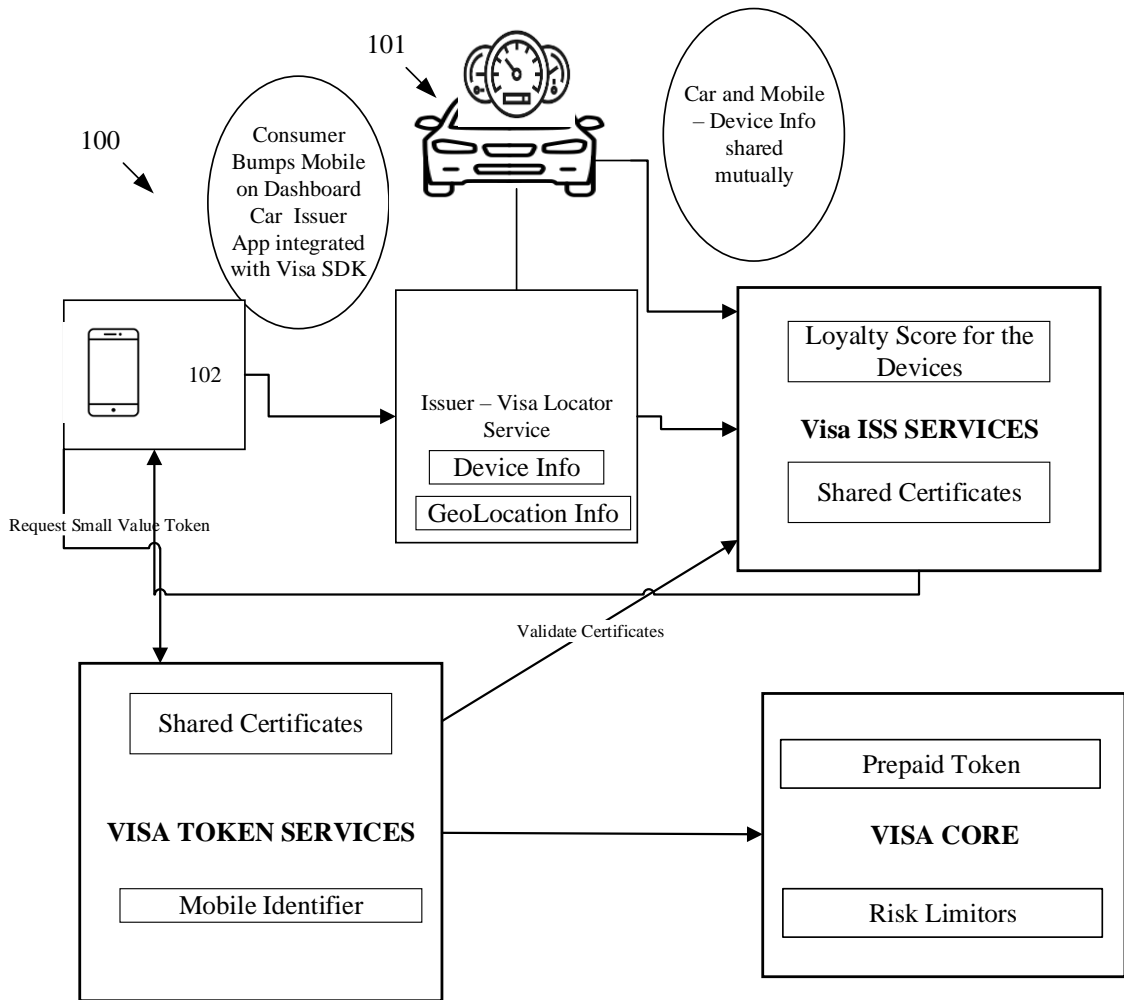 101
100
Consumer
Bumps Mobile
on Dashboard
Car Issuer
App integrated
with Visa SDK
Car and Mobile
– Device Info
shared
mutually
102
Issuer – Visa Locator
Service
Device Info
GeoLocation Info
Loyalty Score for the
Devices
Visa ISS SERVICES
Shared Certificates
Request Small Value Token
Validate Certificates
Shared Certificates
VISA TOKEN SERVICES
Mobile Identifier
Prepaid Token
VISA CORE
Risk Limitors